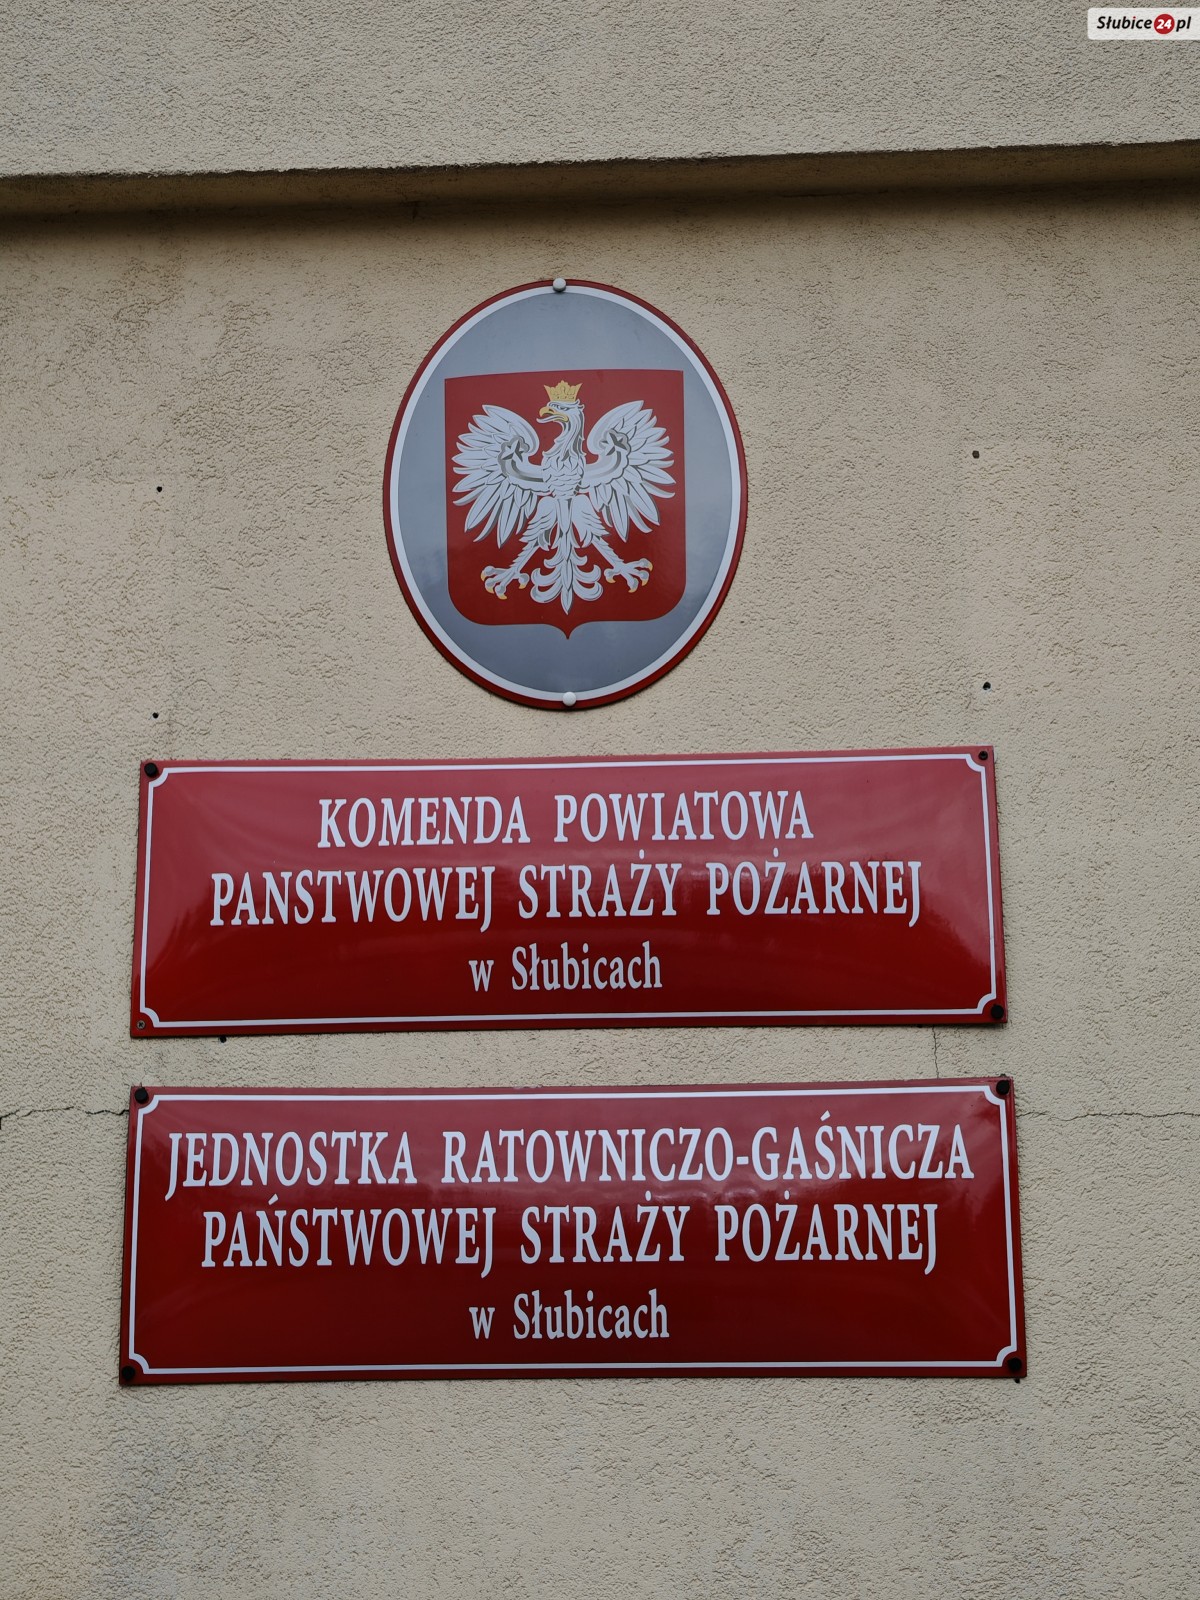 Słubice24.pl
KOMENDA POWIATOWA
PANSTWOWEJ STRAŻY POŻARNEJ
w Słubicach
JEDNOSTKA RATOWNICZO-GAŚNICZA
PAŃSTWOWEJ STRAŻY POŻARNEJ
w Słubicach